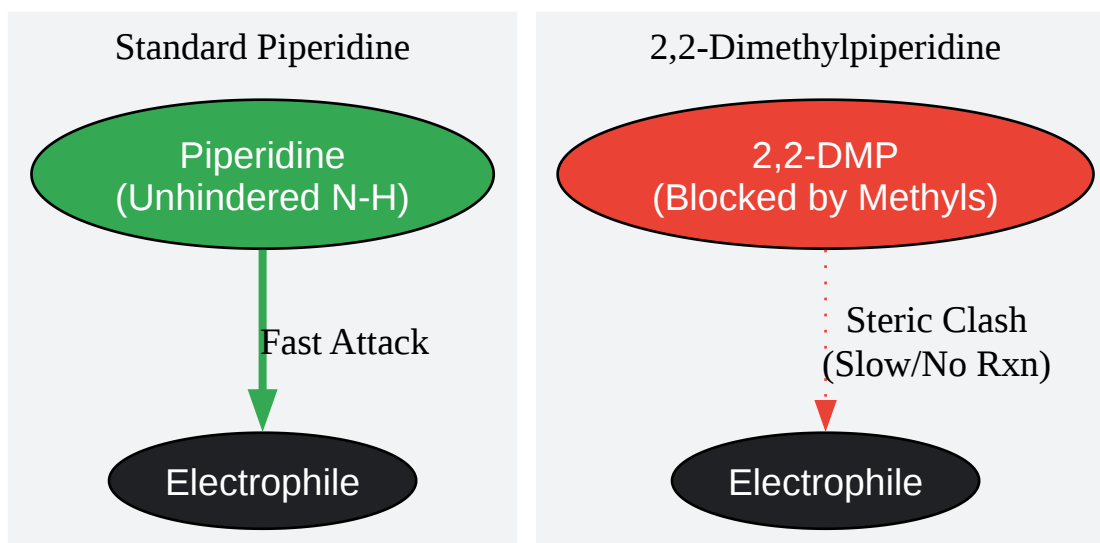 Standard Piperidine
Piperidine
(Unhindered N-H)
Fast Attack
Electrophile
2,2-Dimethylpiperidine
2,2-DMP
(Blocked by Methyls)
Steric Clash
(Slow/No Rxn)
Electrophile